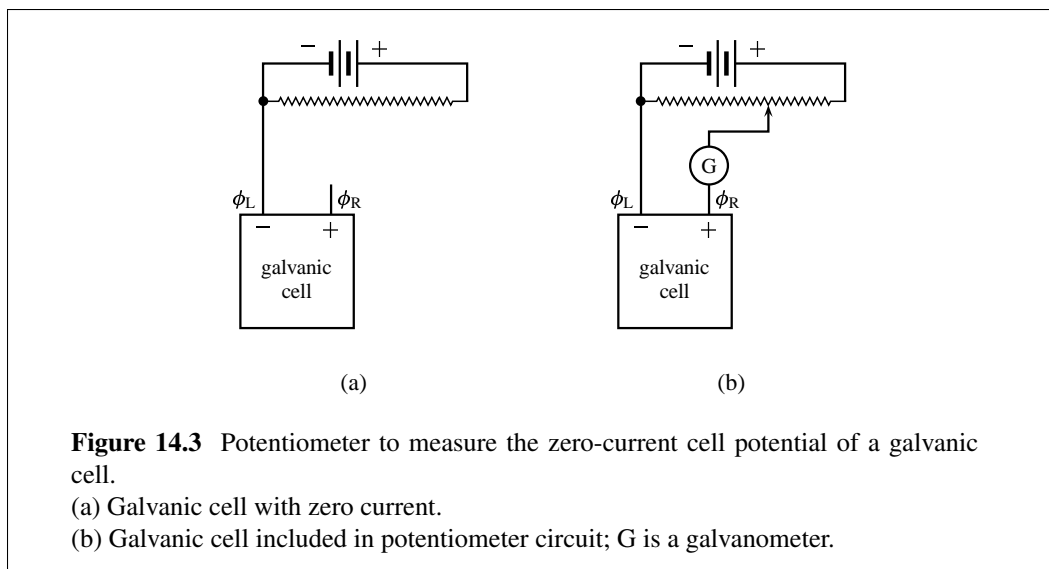 − + − +
G
ϕL ϕR ϕL ϕR
− + − +
galvanic galvanic
cell cell
(a) (b)
Figure 14.3 Potentiometer to measure the zero-current cell potential of a galvanic
cell.
(a) Galvanic cell with zero current.
(b) Galvanic cell included in potentiometer circuit; G is a galvanometer.